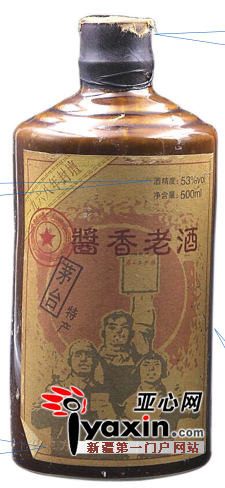 酒精度：53%vol
净含量：500ml
醬香老酒
茅台
特产
亚心网
iyaxin.com
新疆第一门户网站